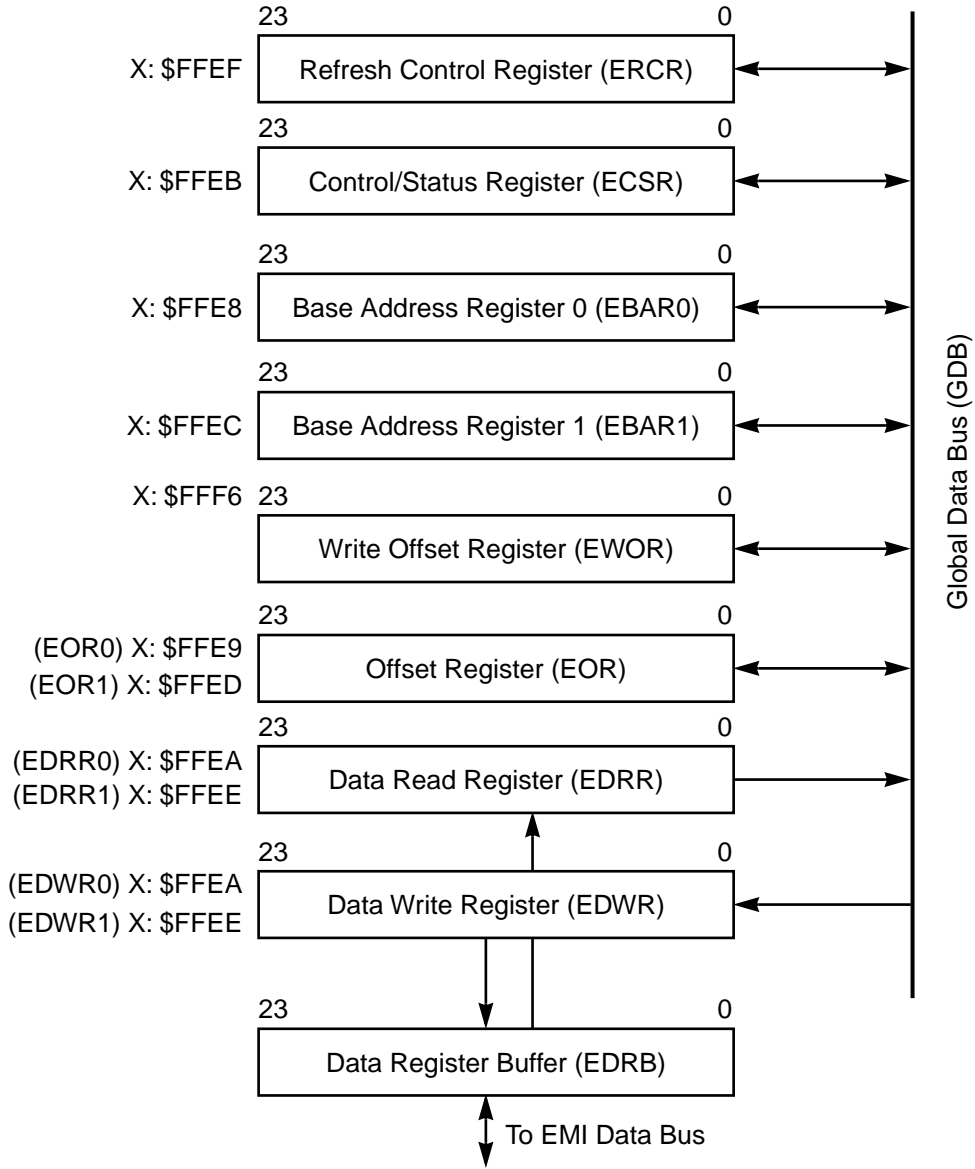 23 0
X: $FFEF Refresh Control Register (ERCR)
23 0
X: $FFEB Control/Status Register (ECSR)
23 0
X: $FFE8 Base Address Register 0 (EBAR0)
23 0
X: $FFEC Base Address Register 1 (EBAR1)
X: $FFF6 23 0
Write Offset Register (EWOR)
23 0
(EOR0) X: $FFE9
Offset Register (EOR)
(EOR1) X: $FFED
23 0
(EDRR0) X: $FFEA
Data Read Register (EDRR)
(EDRR1) X: $FFEE
23 0
(EDWR0) X: $FFEA
Data Write Register (EDWR)
(EDWR1) X: $FFEE
23 0
Data Register Buffer (EDRB)
To EMI Data Bus
Global Data Bus (GDB)